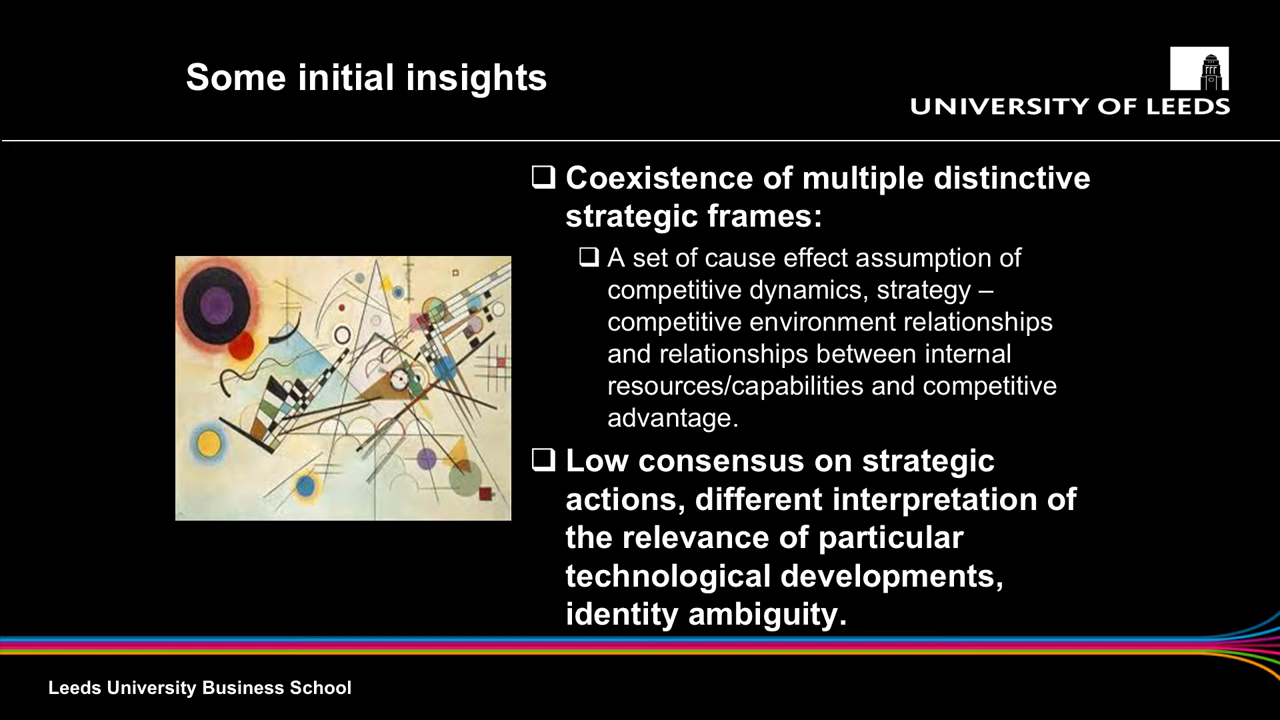 Some initial insights
UNIVERSITY OF LEEDS
❑ Coexistence of multiple distinctive
strategic frames:
❑ A set of cause effect assumption of
competitive dynamics, strategy –
competitive environment relationships
and relationships between internal
resources/capabilities and competitive
advantage.
❑ Low consensus on strategic
actions, different interpretation of
the relevance of particular
technological developments,
identity ambiguity.
Leeds University Business School